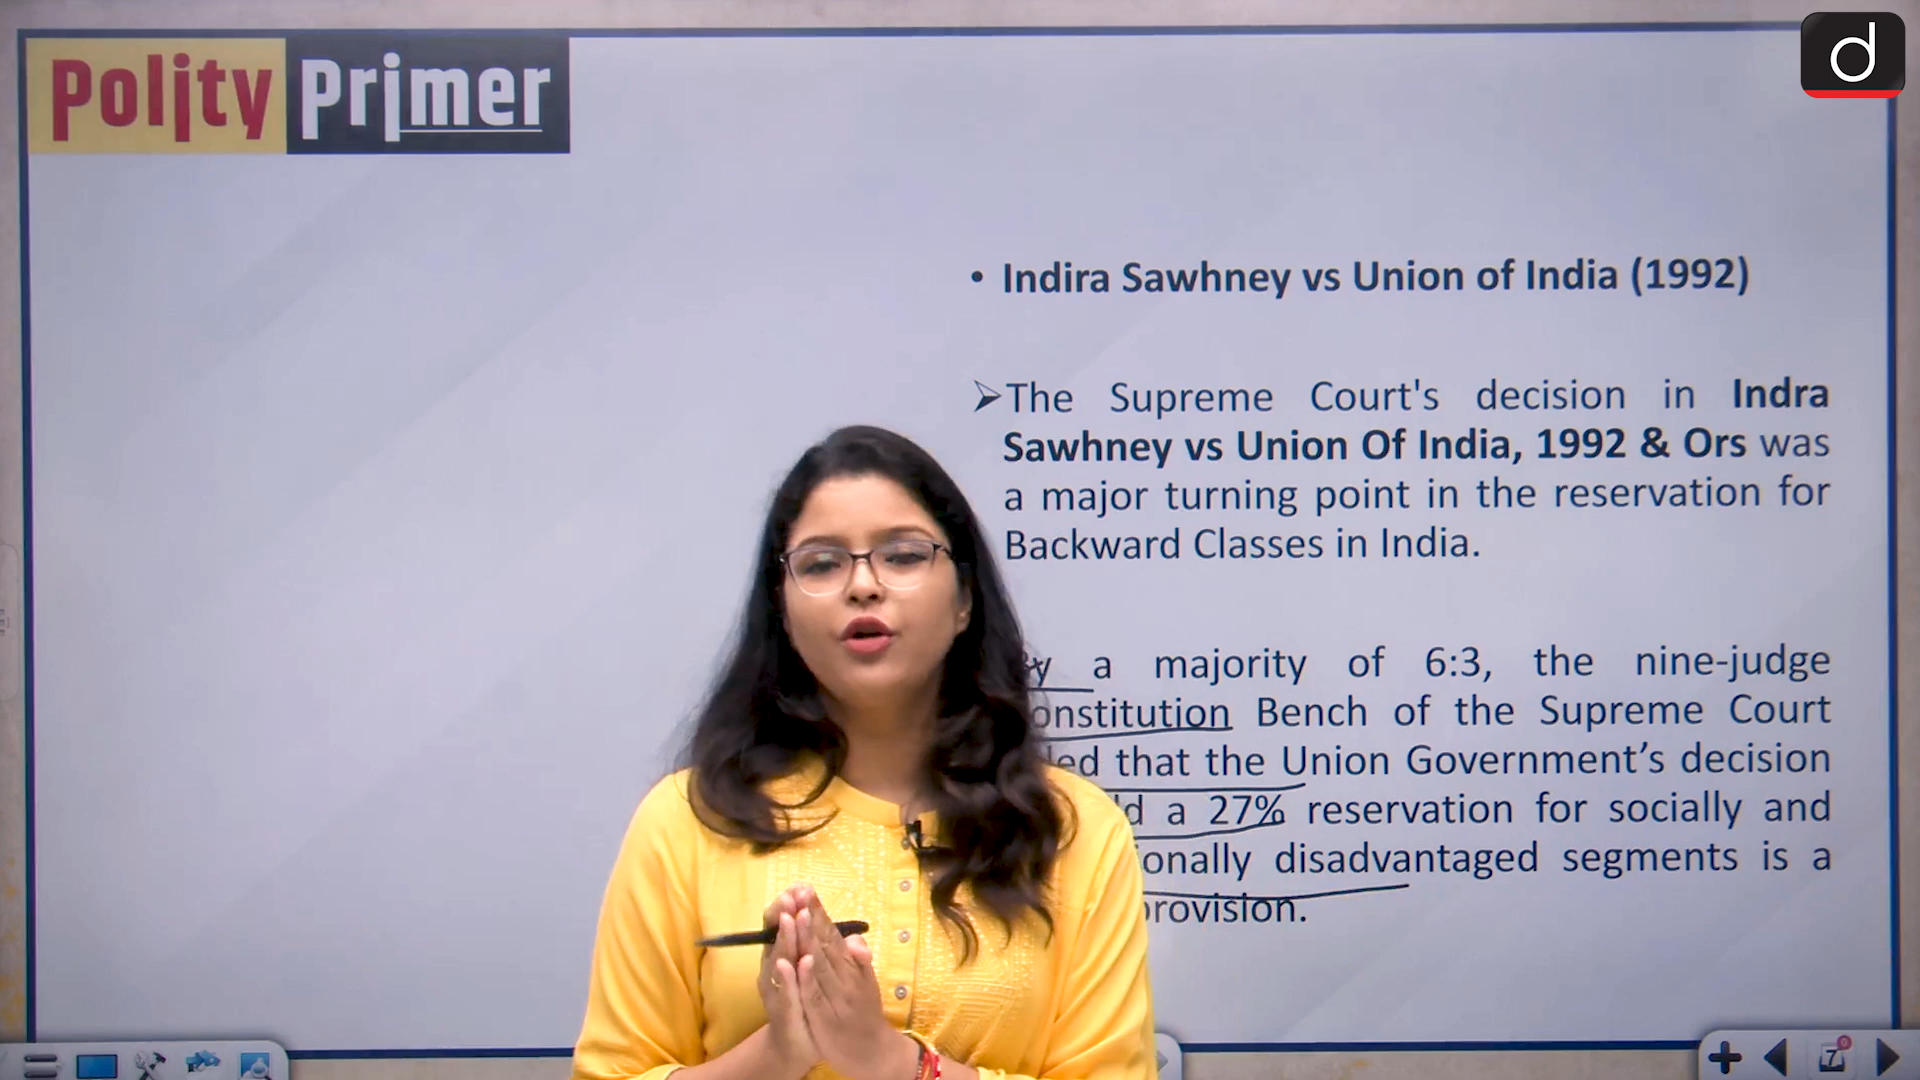 Polity Primer
d
• Indira Sawhney vs Union of India (1992)
➢The Supreme Court's decision in Indra
Sawhney vs Union Of India, 1992 & Ors was
a major turning point in the reservation for
Backward Classes in India.
a majority of 6:3, the nine-judge
onstitution Bench of the Supreme Court
that the Union Government’s decision
a 27% reservation for socially and
onally disadvantaged segments is a
rovision.
7